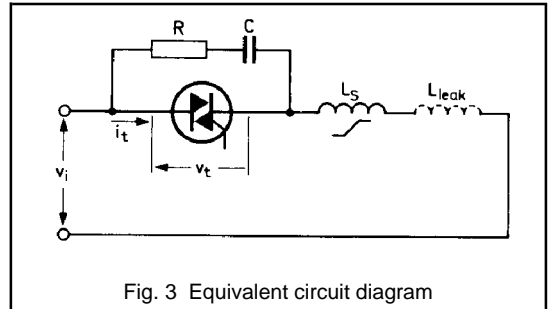 R
C
L_S
L_leak
i_t
v_t
v_i
Fig. 3 Equivalent circuit diagram